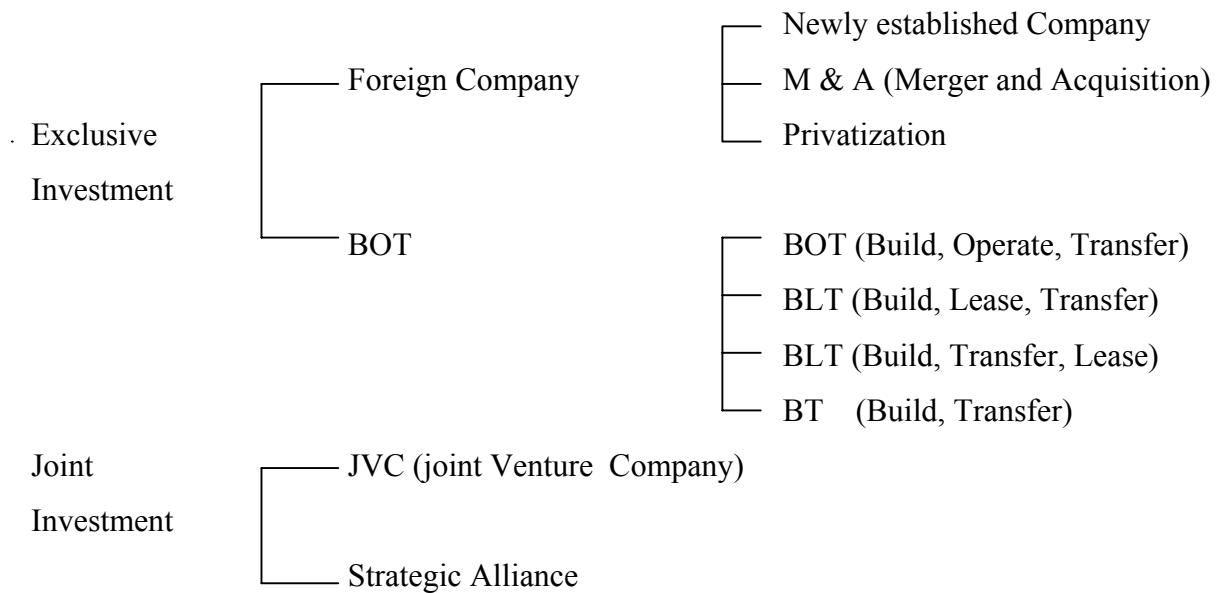 Newly established Company
Foreign Company
M & A (Merger and Acquisition)
. Exclusive
Privatization
Investment
BOT
BOT (Build, Operate, Transfer)
BLT (Build, Lease, Transfer)
BLT (Build, Transfer, Lease)
BT (Build, Transfer)
Joint
JVC (joint Venture Company)
Investment
Strategic Alliance